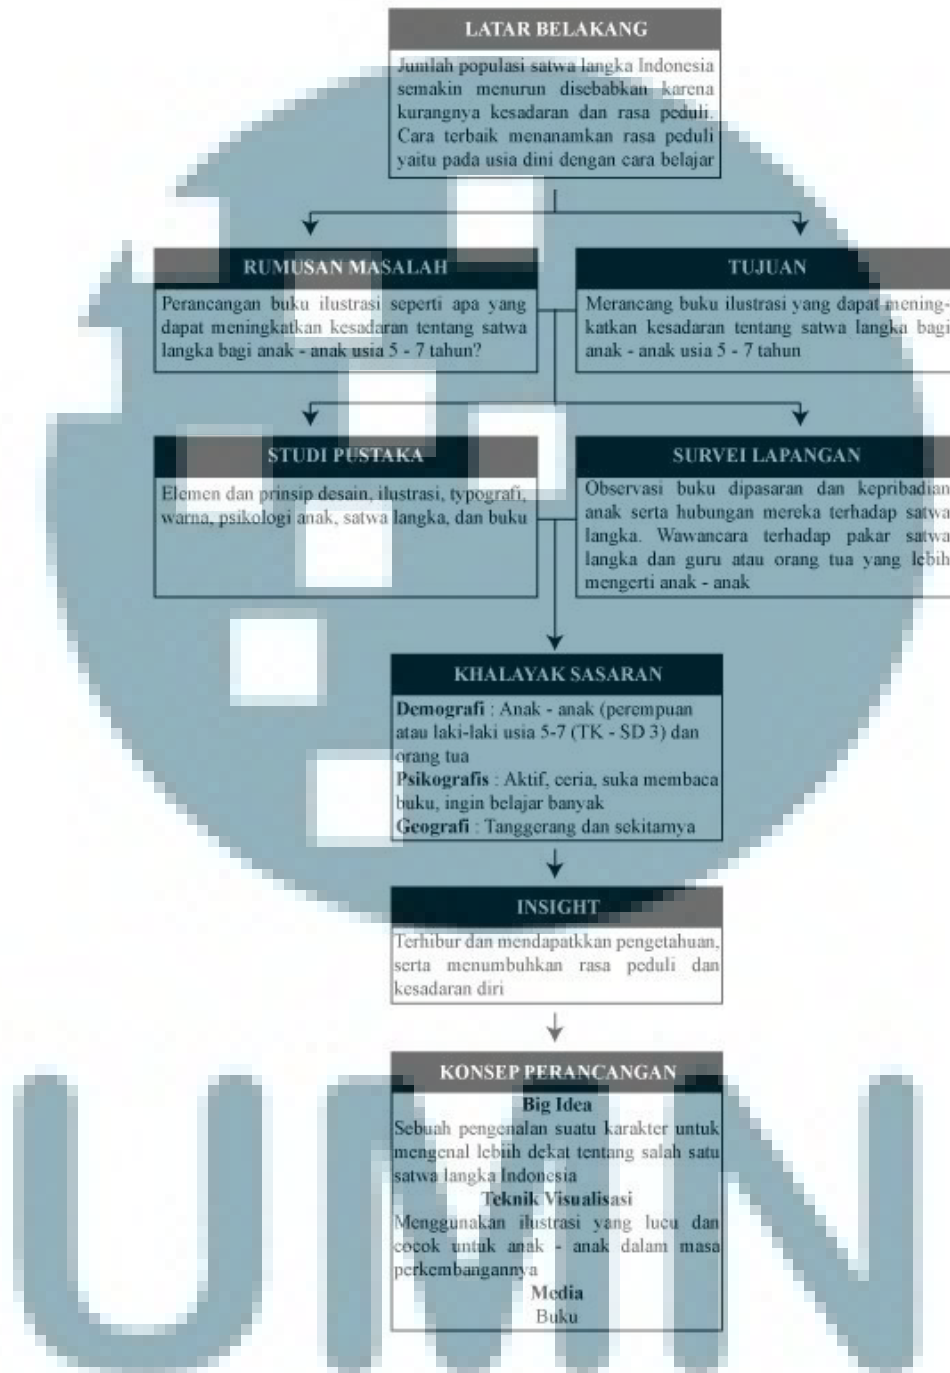 LATAR BELAKANG
Jumlah populasi satwa langka Indonesia
semakin menurun disebabkan karena
kurangnya kesadaran dan rasa peduli.
Cara terbaik menanamkan rasa peduli
yaitu pada usia dini dengan cara belajar
RUMUSAN MASALAH
Perancangan buku ilustrasi seperti apa yang
dapat meningkatkan kesadaran tentang satwa
langka bagi anak - anak usia 5 - 7 tahun?
TUJUAN
Merancang buku ilustrasi yang dapat mening-
katkan kesadaran tentang satwa langka bagi
anak - anak usia 5 - 7 tahun
STUDI PUSTAKA
Elemen dan prinsip desain, ilustrasi, typografi,
warna, psikologi anak, satwa langka, dan buku
SURVEI LAPANGAN
Observasi buku dipasaran dan kepribadian
anak serta hubungan mereka terhadap satwa
langka. Wawancara terhadap pakar satwa
langka dan guru atau orang tua yang lebih
mengerti anak - anak
KHALAYAK SASARAN
Demografi : Anak - anak (perempuan
atau laki-laki usia 5-7 (TK - SD 3) dan
orang tua
Psikografis : Aktif, ceria, suka membaca
buku, ingin belajar banyak
Geografi : Tanggerang dan sekitarnya
INSIGHT
Terhibur dan mendapatkkan pengetahuan,
serta menumbuhkan rasa peduli dan
kesadaran diri
KONSEP PERANCANGAN
Big Idea
Sebuah pengenalan suatu karakter untuk
mengenal lebiih dekat tentang salah satu
satwa langka Indonesia
Teknik Visualisasi
Menggunakan ilustrasi yang lucu dan
cocok untuk anak - anak dalam masa
perkembangannya
Media
Buku
UMN